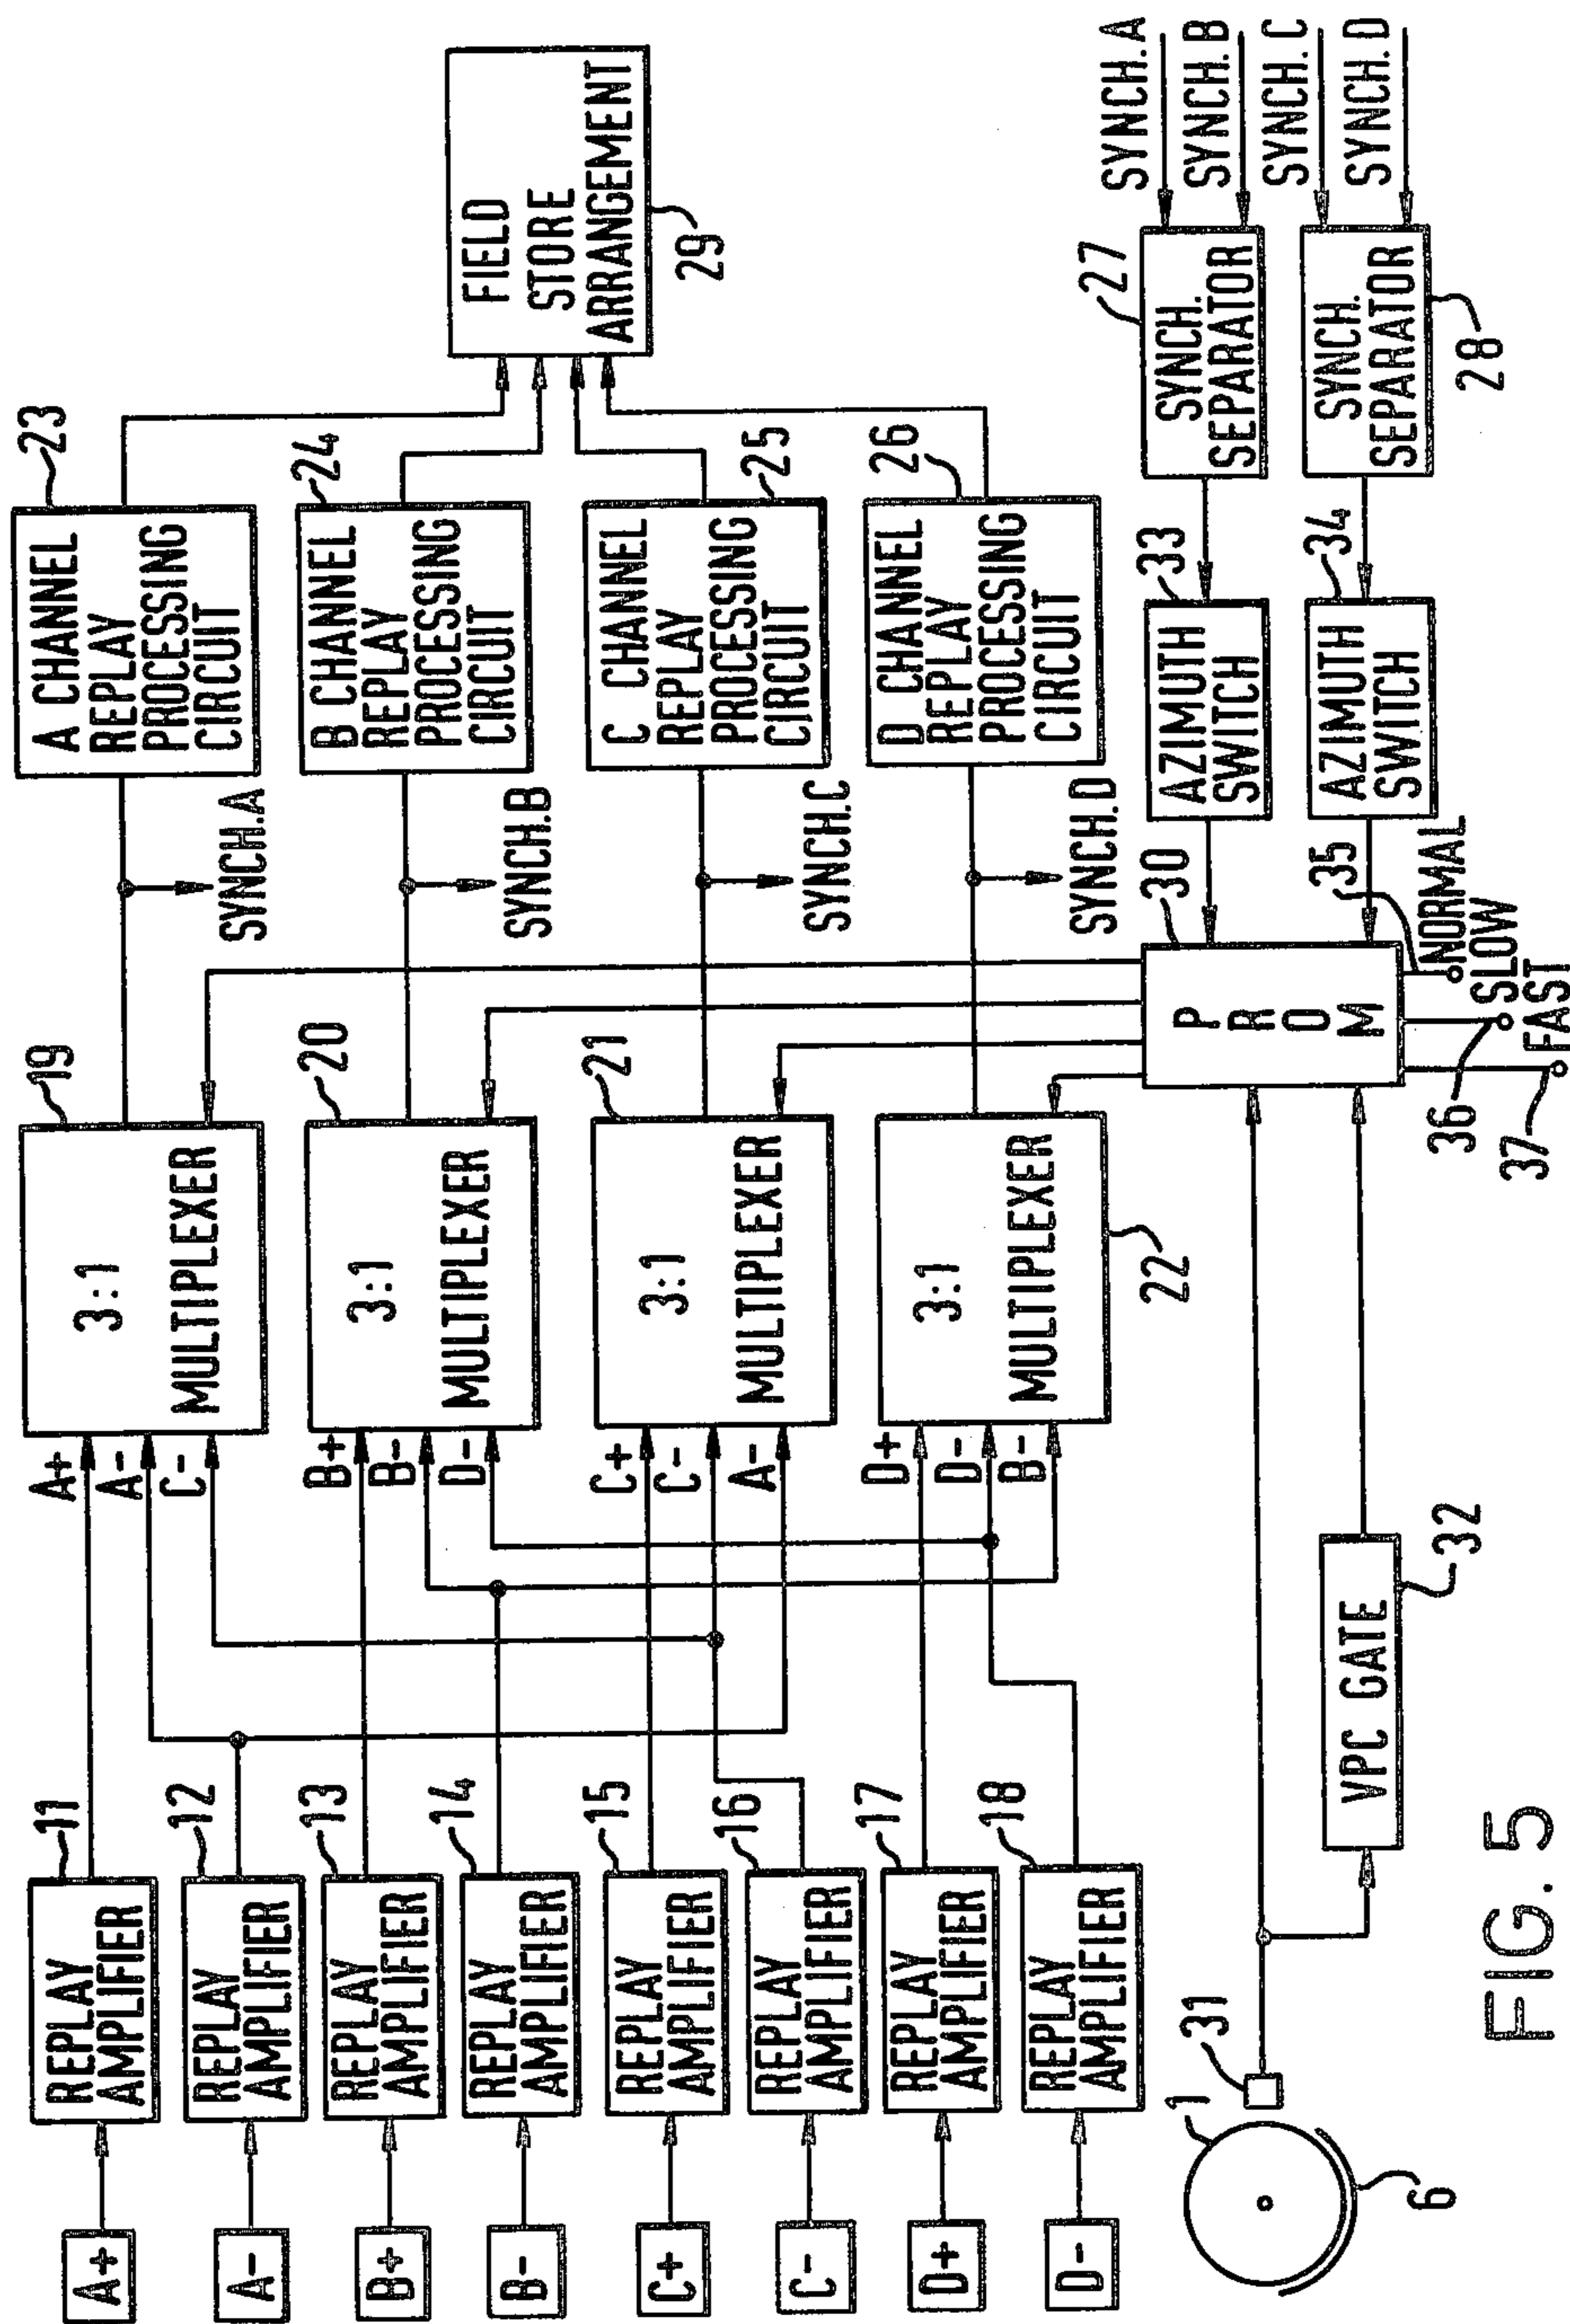 A+
REPLAY
AMPLIFIER
11
A-
REPLAY
AMPLIFIER
12
B+
REPLAY
AMPLIFIER
13
B-
REPLAY
AMPLIFIER
14
C+
REPLAY
AMPLIFIER
15
C-
REPLAY
AMPLIFIER
16
D+
REPLAY
AMPLIFIER
17
D-
REPLAY
AMPLIFIER
18
A+
A-
C-
3:1
MULTIPLEXER
19
B+
B-
D-
3:1
MULTIPLEXER
20
C+
C-
A-
3:1
MULTIPLEXER
21
D+
D-
B-
3:1
MULTIPLEXER
22
SYNCH.A
SYNCH.B
SYNCH.C
SYNCH.D
A CHANNEL
REPLAY
PROCESSING
CIRCUIT
23
B CHANNEL
REPLAY
PROCESSING
CIRCUIT
24
C CHANNEL
REPLAY
PROCESSING
CIRCUIT
25
D CHANNEL
REPLAY
PROCESSING
CIRCUIT
26
FIELD
STORE
ARRANGEMENT
29
1
6
31
VPC GATE
32
PROM
30
35
NORMAL
36
SLOW
37
FAST
AZIMUTH
SWITCH
33
AZIMUTH
SWITCH
34
SYNCH.
SEPARATOR
27
SYNCH.
SEPARATOR
28
SYNCH.A
SYNCH.B
SYNCH.C
SYNCH.D
FIG. 5